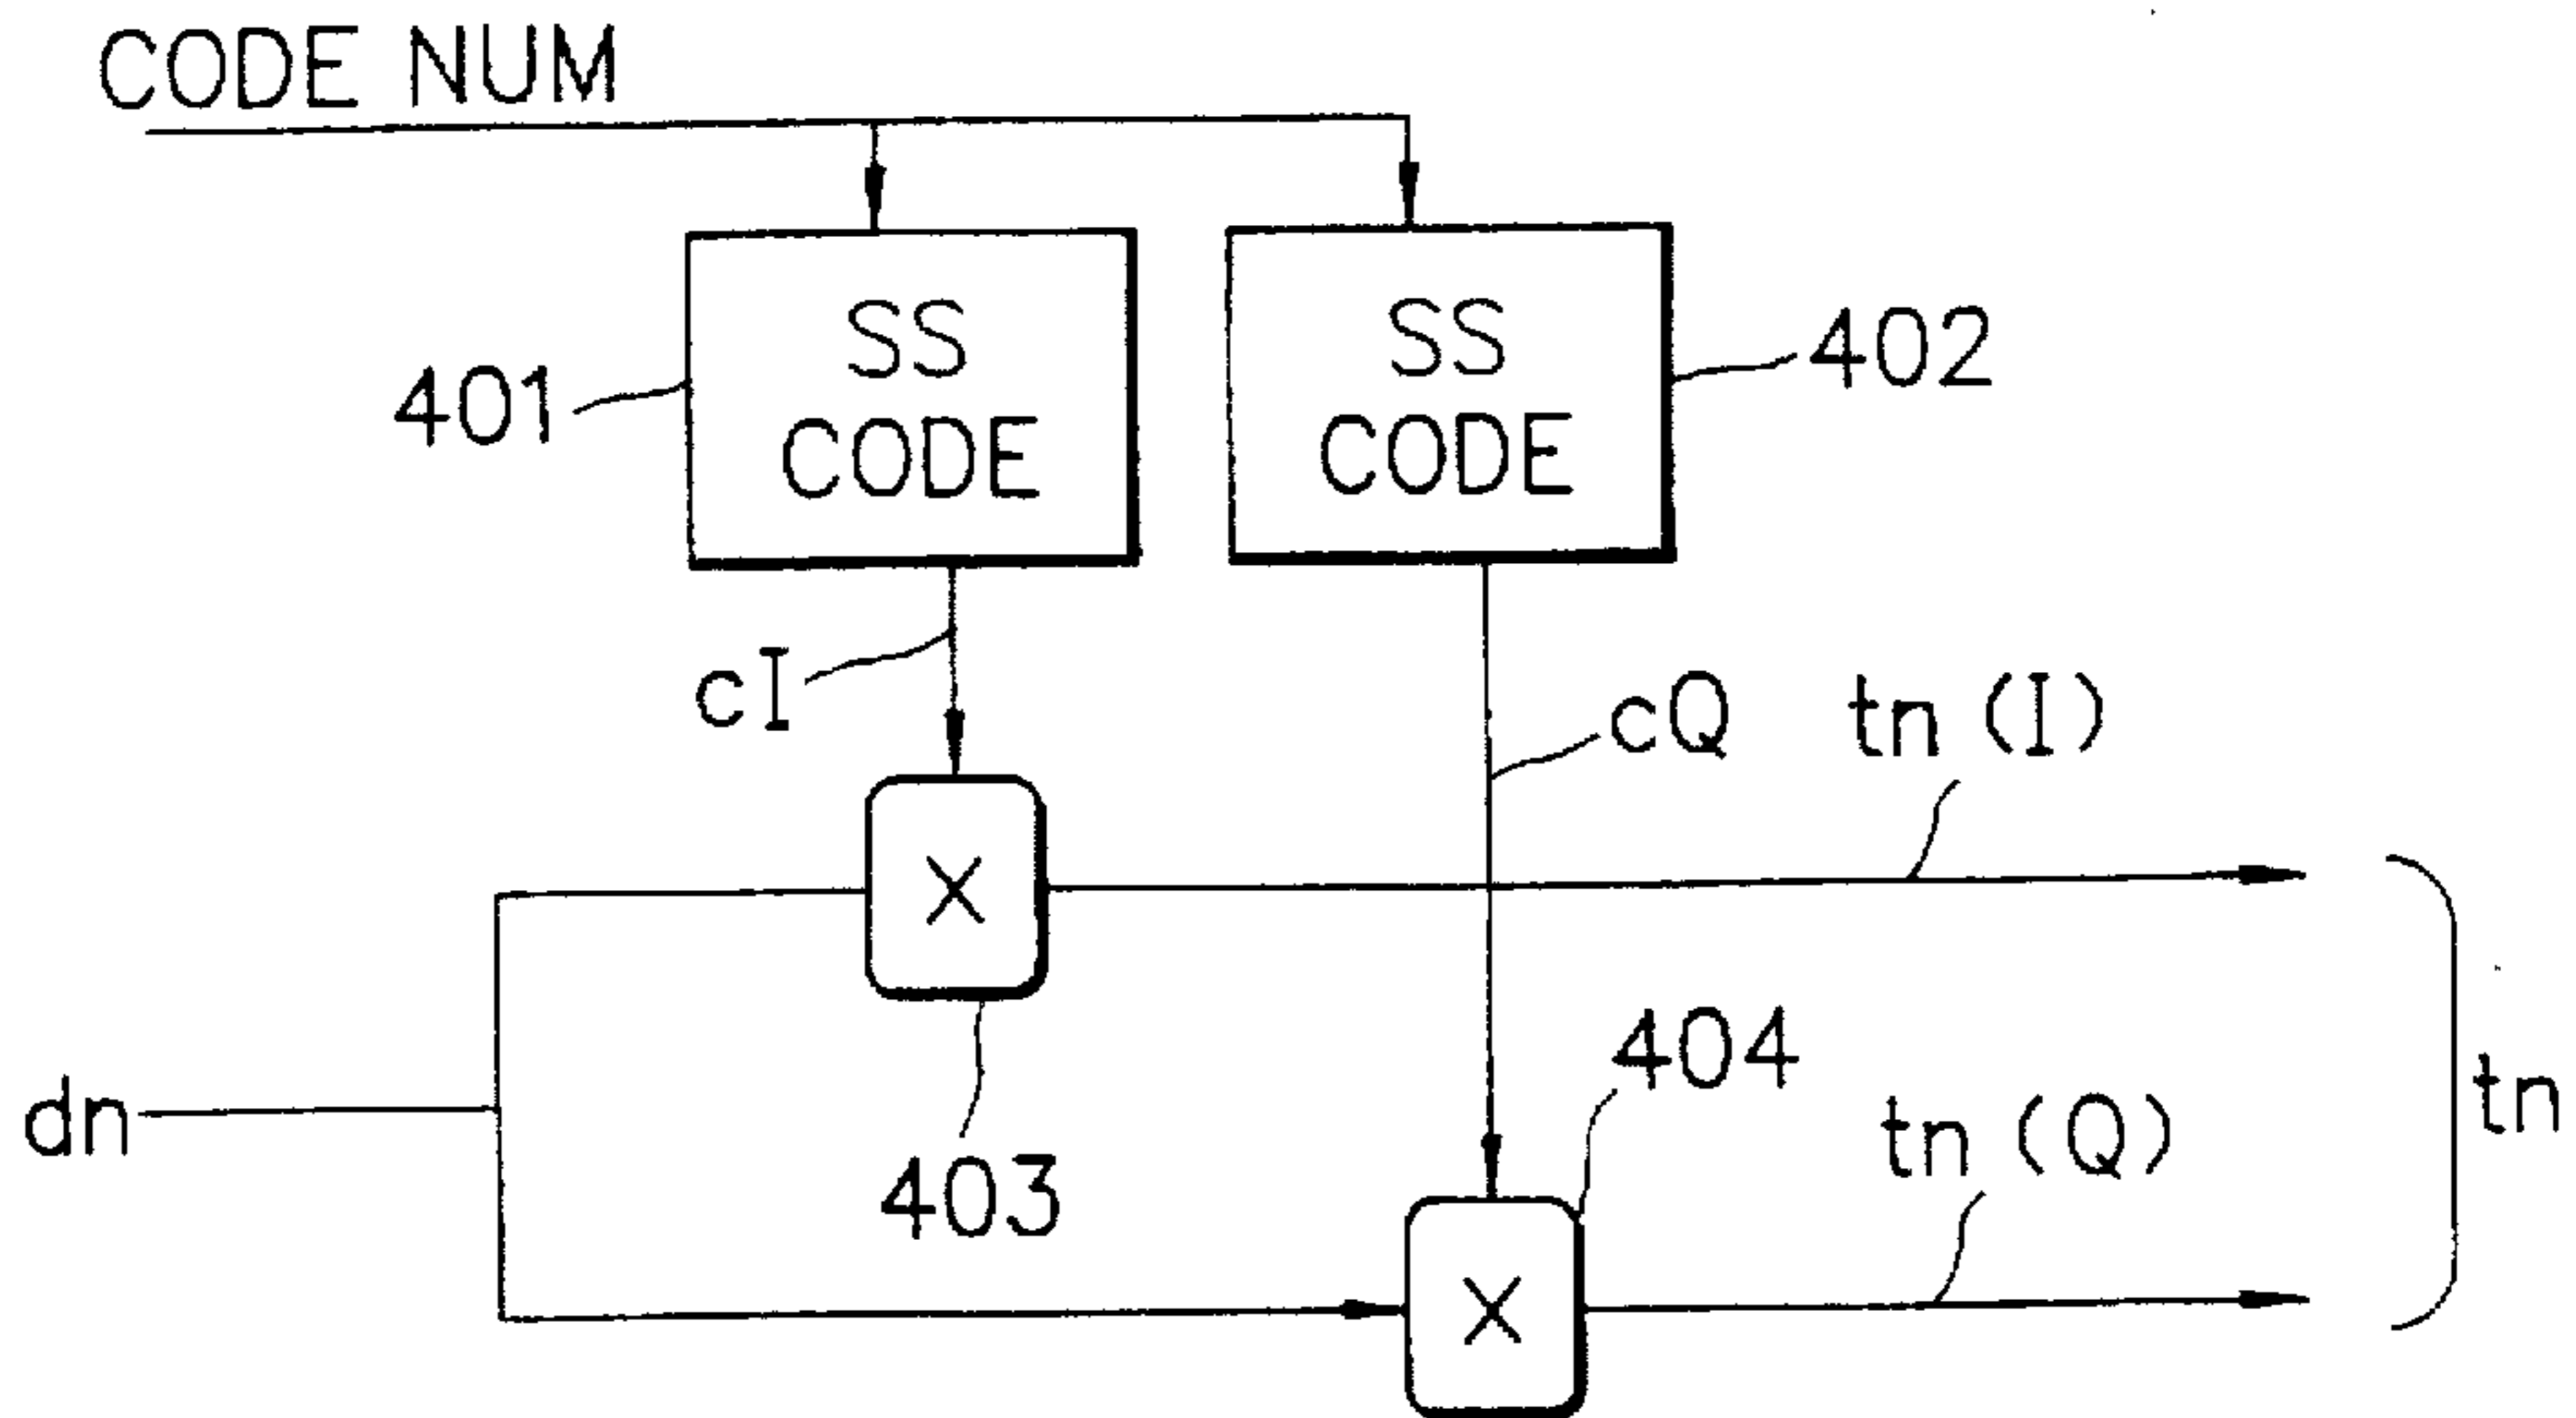 CODE NUM
SS
CODE
SS
CODE
401
402
cI
cQ
tn (I)
X
403
404
dn
tn (Q)
tn
X